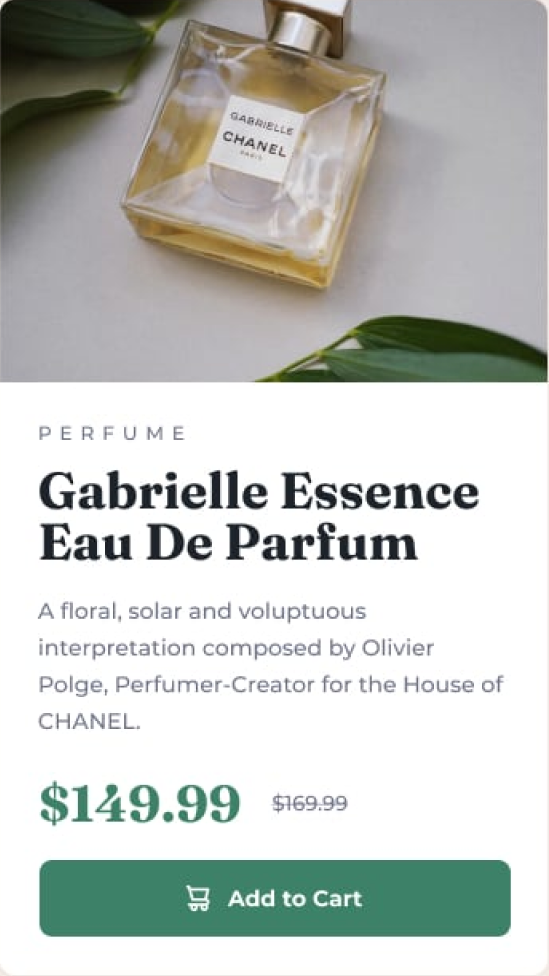 GABRIELLE
CHANEL
PARIS
PERFUME
Gabrielle Essence
Eau De Parfum
A floral, solar and voluptuous
interpretation composed by Olivier
Polge, Perfumer-Creator for the House of
CHANEL.
$149.99 $169.99
Add to Cart